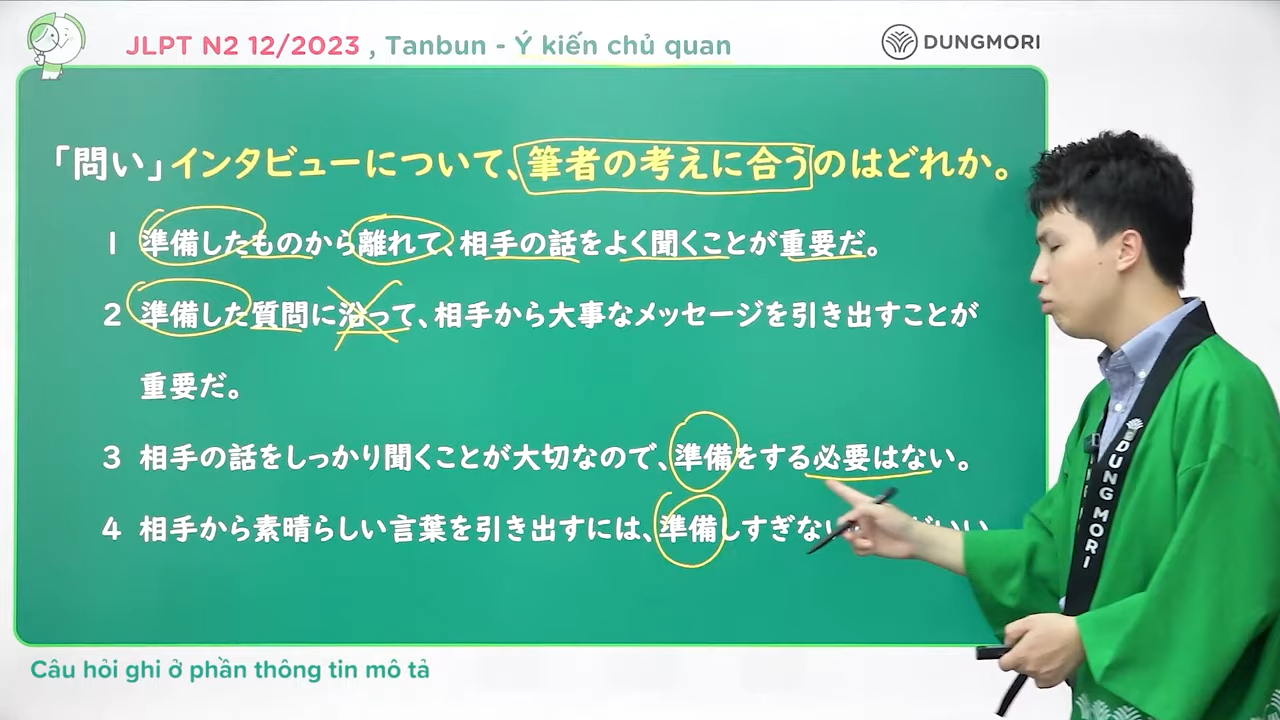 JLPT N2 12/2023 , Tanbun - Ý kiến chủ quan
DUNGMORI
「問い」インタビューについて、筆者の考えに合うのはどれか。
1 準備したものから離れて、相手の話をよく聞くことが重要だ。
2 準備した質問に沿って、相手から大事なメッセージを引き出すことが
重要だ。
3 相手の話をしっかり聞くことが大切なので、準備をする必要はない。
4 相手から素晴らしい言葉を引き出すには、準備しすぎない
DUNG MORI
Câu hỏi ghi ở phần thông tin mô tả